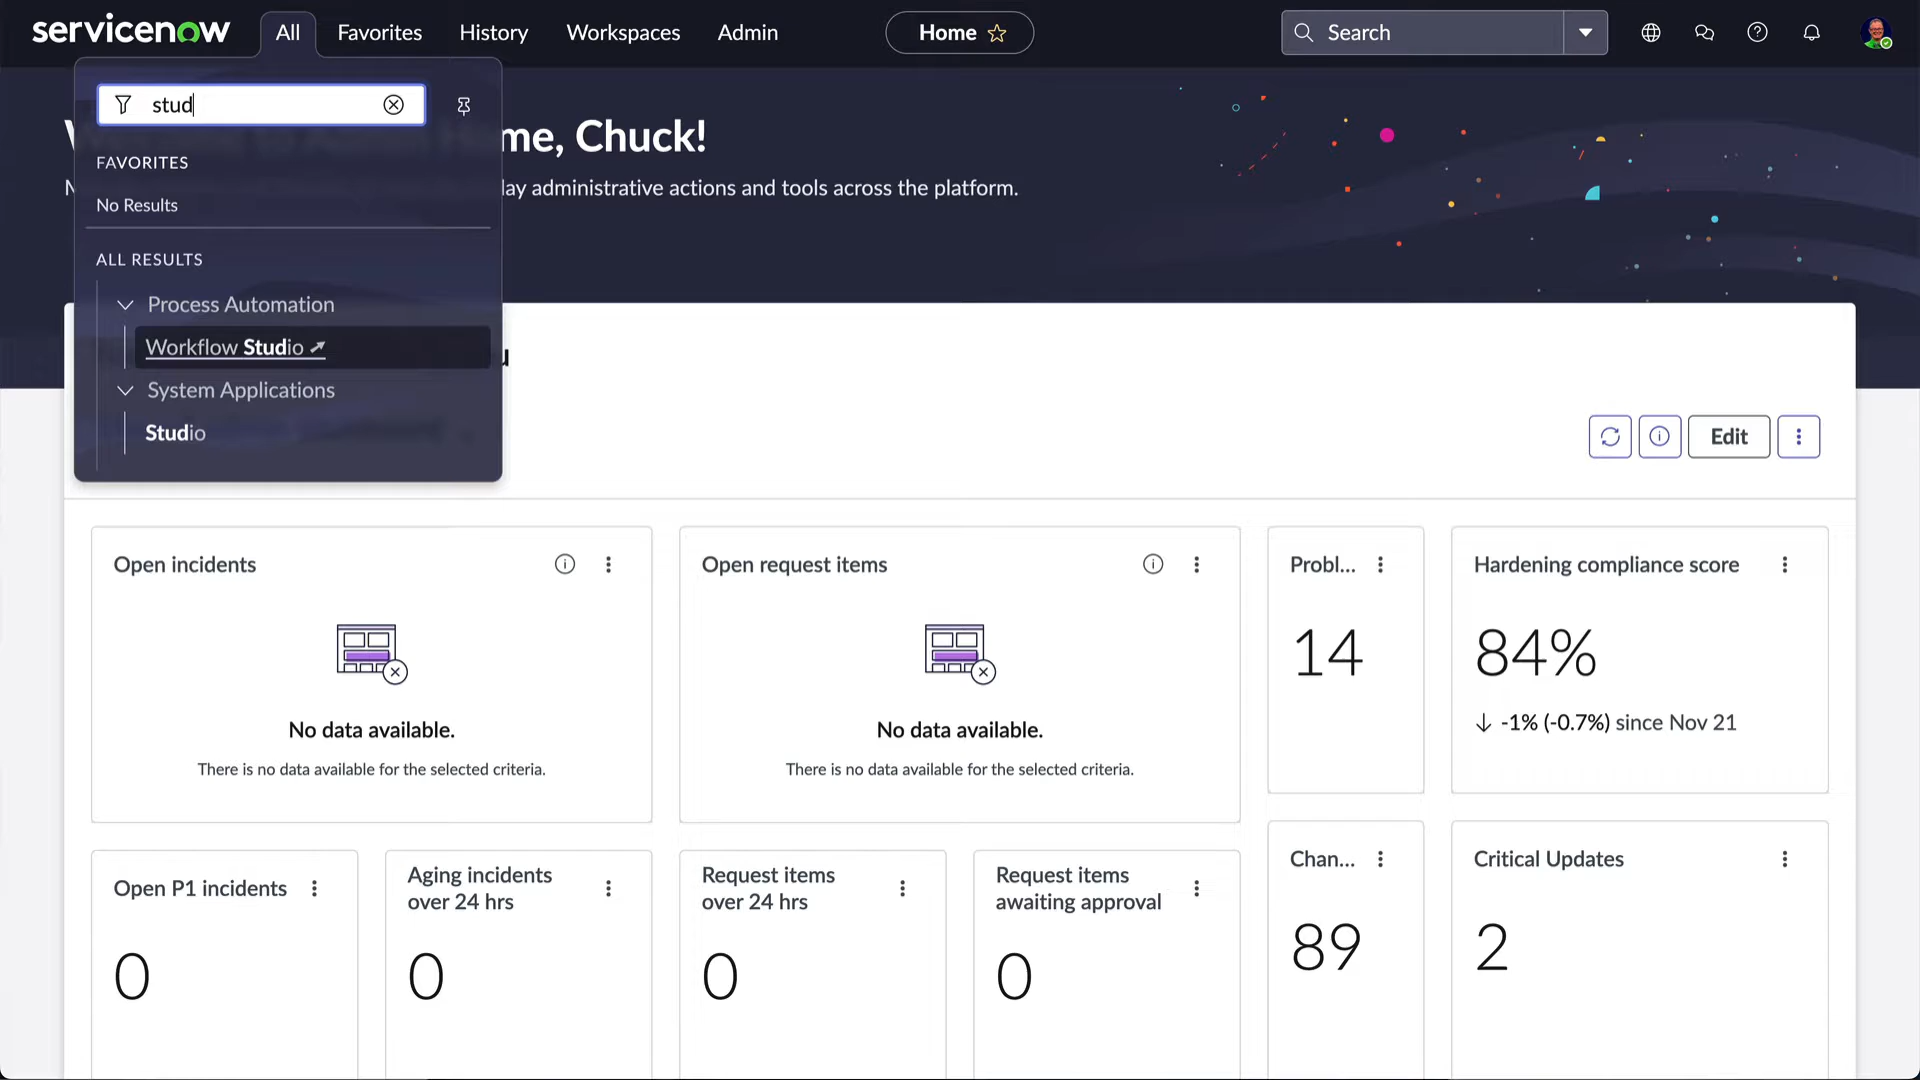 servicenow
All
Favorites
History
Workspaces
Admin
Home
Search
stud
me, Chuck!
lay administrative actions and tools across the platform.
FAVORITES
No Results
ALL RESULTS
Process Automation
Workflow Studio
System Applications
Studio
Edit
Open incidents
No data available.
There is no data available for the selected criteria.
Open request items
No data available.
There is no data available for the selected criteria.
Probl...
14
Hardening compliance score
84%
-1% (-0.7%) since Nov 21
Open P1 incidents
0
Aging incidents
over 24 hrs
0
Request items
over 24 hrs
0
Request items
awaiting approval
0
Chan...
89
Critical Updates
2